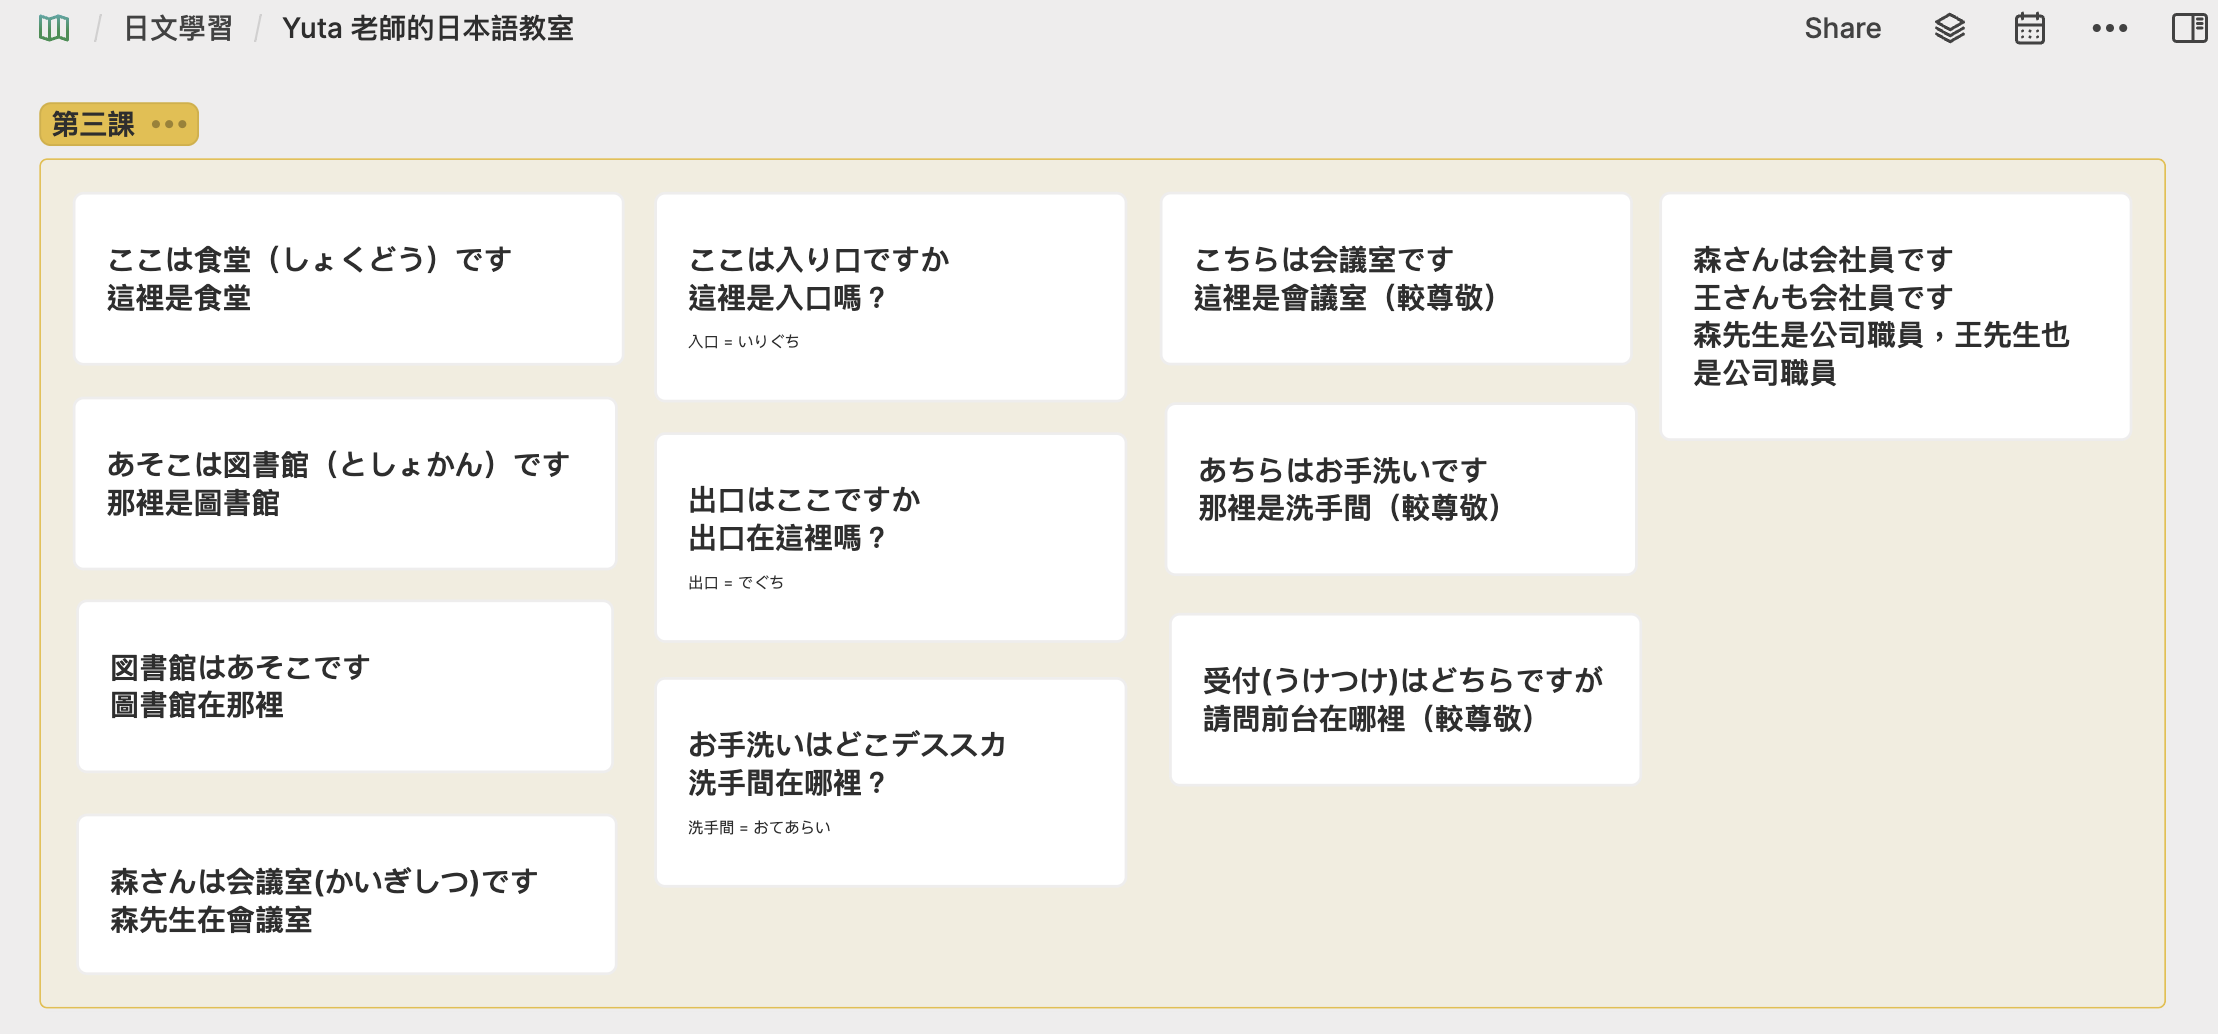 日文學習 / Yuta 老師的日本語教室
Share
第三課
ここは食堂（しょくどう）です
這裡是食堂
あそこは図書館（としょかん）です
那裡是圖書館
図書館はあそこです
圖書館在那裡
森さんは会議室(かいぎしつ)です
森先生在會議室
ここは入り口ですか
這裡是入口嗎？
入口 = いりぐち
出口はここですか
出口在這裡嗎？
出口 = でぐち
お手洗いはどこデススカ
洗手間在哪裡？
洗手間 = おてあらい
こちらは会議室です
這裡是會議室（較尊敬）
あちらはお手洗いです
那裡是洗手間（較尊敬）
受付(うけつけ)はどちらですが
請問前台在哪裡（較尊敬）
森さんは会社員です
王さんも会社員です
森先生是公司職員，王先生也
是公司職員